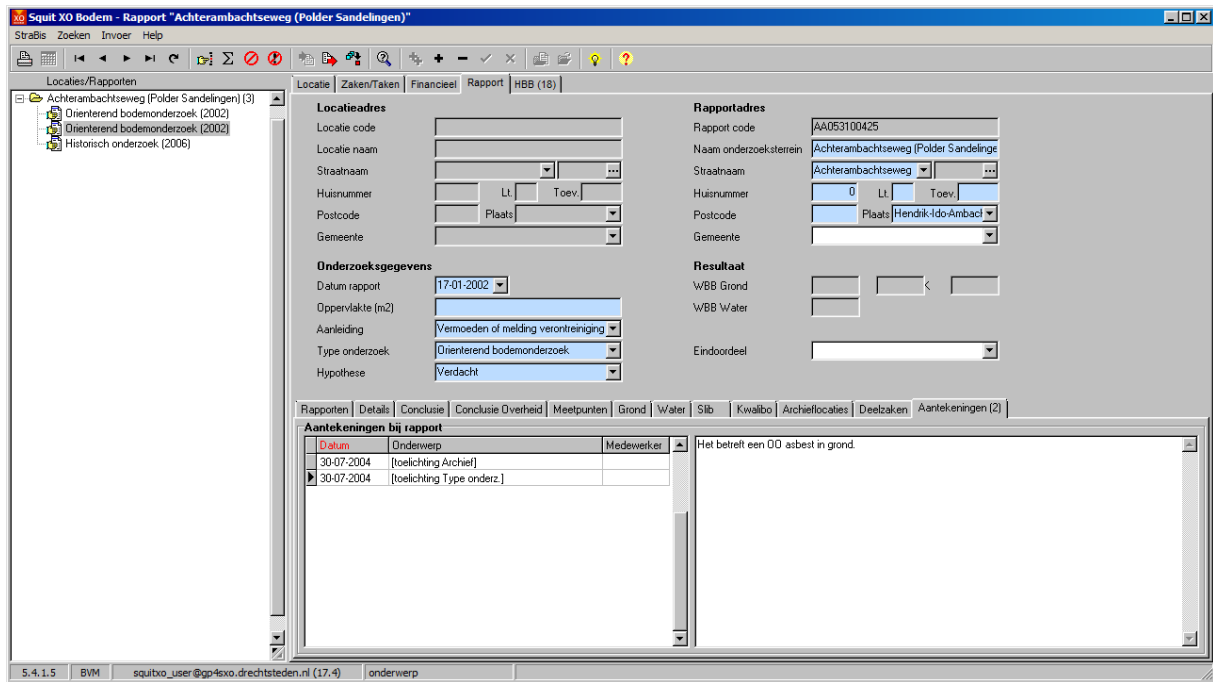 Squit XO Bodem - Rapport "Achterambachtseweg (Polder Sandelingen)"
StraBis Zoeken Invoer Help
Locaties/Rapporten
Achterambachtseweg (Polder Sandelingen) (3)
Orienterend bodemonderzoek (2002)
Orienterend bodemonderzoek (2002)
Historisch onderzoek (2006)
Locatie Zaken/Taken Financieel Rapport HBB (18)
Locatieadres
Locatie code
Locatie naam
Straatnaam ...
Huisnummer Lt. Toev.
Postcode Plaats
Gemeente
Rapportadres
Rapport code AA053100425
Naam onderzoeksterrein Achterambachtseweg (Polder Sandelinge
Straatnaam Achterambachtseweg ...
Huisnummer 0 Lt. Toev.
Postcode Plaats Hendrik-Ido-Ambach
Gemeente
Onderzoeksgegevens
Datum rapport 17-01-2002
Oppervlakte (m2)
Aanleiding Vermoeden of melding verontreiniging
Type onderzoek Orienterend bodemonderzoek
Hypothese Verdacht
Resultaat
WBB Grond <
WBB Water
Eindoordeel
Rapporten Details Conclusie Conclusie Overheid Meetpunten Grond Water Slib Kwalibo Archieflocaties Deelzaken Aantekeningen (2)
Aantekeningen bij rapport
Datum Onderwerp Medewerker
30-07-2004 [toelichting Archief]
30-07-2004 [toelichting Type onderz.]
Het betreft een OO asbest in grond.
5.4.1.5 BVM squitxo_user@gp4sxo.drechtsteden.nl (17.4) onderwerp